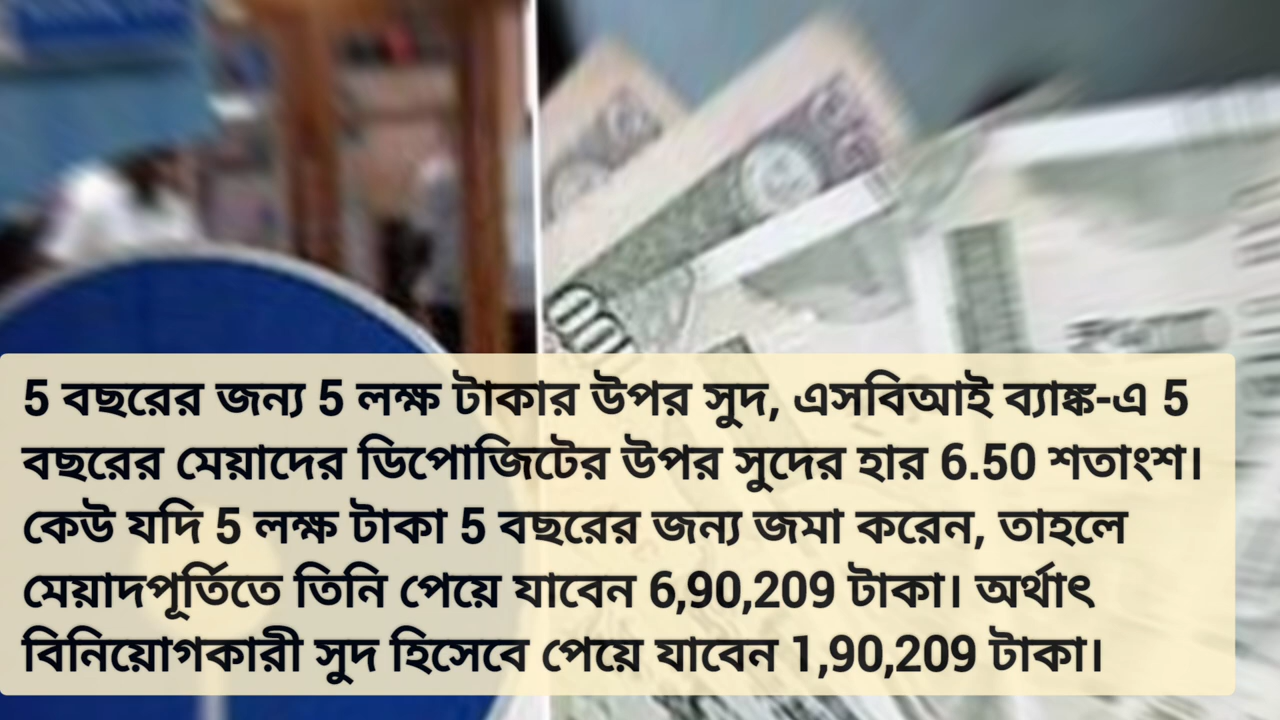 5 বছরের জন্য 5 লক্ষ টাকার উপর সুদ, এসবিআই ব্যাঙ্ক-এ 5
বছরের মেয়াদের ডিপোজিটের উপর সুদের হার 6.50 শতাংশ।
কেউ যদি 5 লক্ষ টাকা 5 বছরের জন্য জমা করেন, তাহলে
মেয়াদপূর্তিতে তিনি পেয়ে যাবেন 6,90,209 টাকা। অর্থাৎ
বিনিয়োগকারী সুদ হিসেবে পেয়ে যাবেন 1,90,209 টাকা।